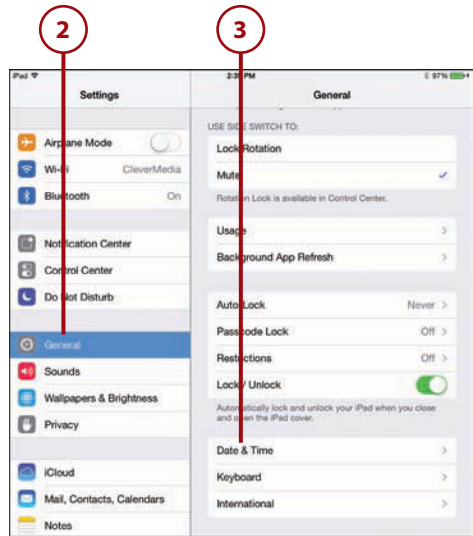 2
3
iPad
2:35 PM
97%
Settings
General
USE SIDE SWITCH TO:
Lock Rotation
Mute
Rotation Lock is available in Control Center.
Usage
Background App Refresh
Auto-Lock Never
Passcode Lock Off
Restrictions Off
Lock / Unlock
Automatically lock and unlock your iPad when you close
and open the iPad cover.
Date & Time
Keyboard
International
Airplane Mode
Wi-Fi CleverMedia
Bluetooth On
Notification Center
Control Center
Do Not Disturb
General
Sounds
Wallpapers & Brightness
Privacy
iCloud
Mail, Contacts, Calendars
Notes